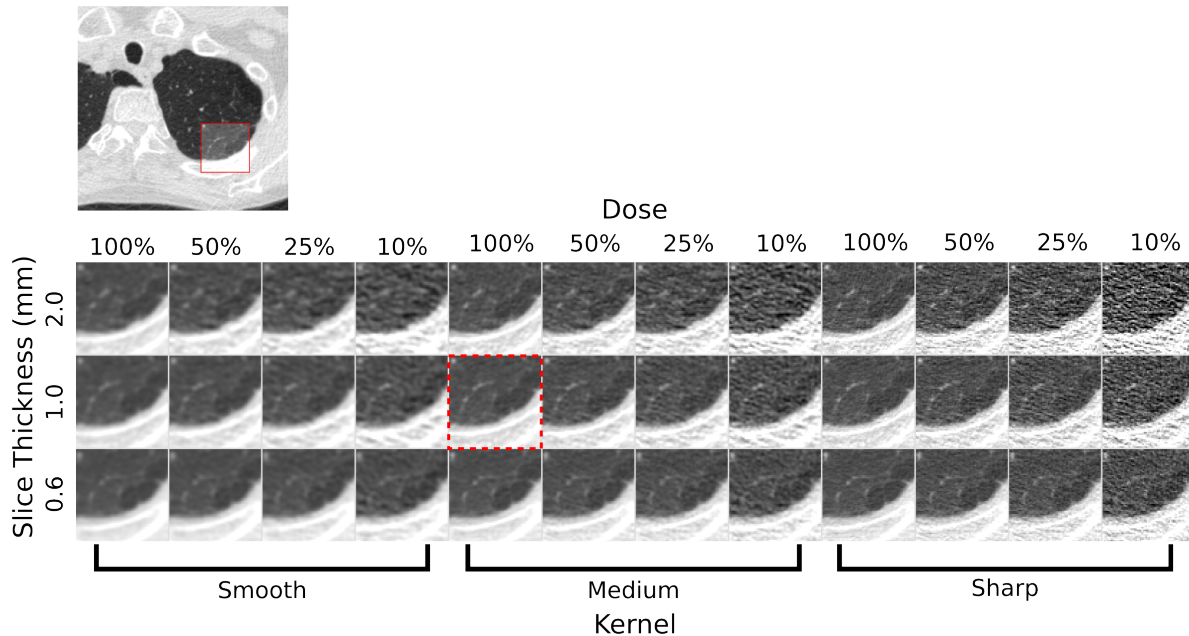 Dose
100% 50% 25% 10% 100% 50% 25% 10% 100% 50% 25% 10%
Slice Thickness (mm)
2.0
1.0
0.6
Smooth Medium Sharp
Kernel